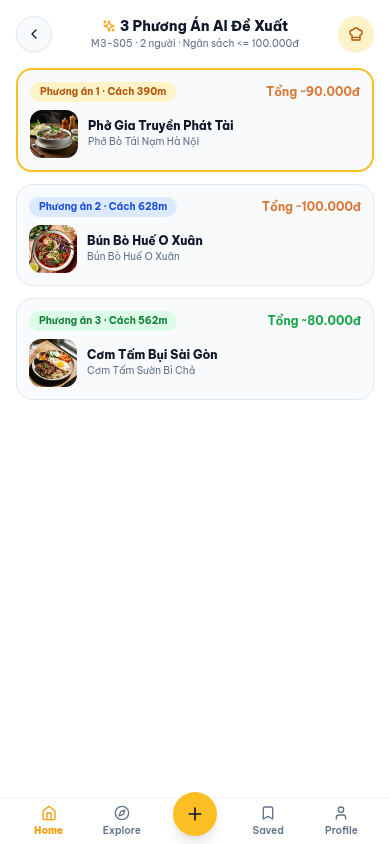 3 Phương Án AI Đề Xuất
M3-S05 · 2 người · Ngân sách <= 100.000đ
Phương án 1 · Cách 390m
Tổng ~90.000đ
Phở Gia Truyền Phát Tài
Phở Bò Tái Nạm Hà Nội
Phương án 2 · Cách 628m
Tổng ~100.000đ
Bún Bò Huế O Xuân
Bún Bò Huế O Xuân
Phương án 3 · Cách 562m
Tổng ~80.000đ
Cơm Tấm Bụi Sài Gòn
Cơm Tấm Sườn Bì Chả
Home
Explore
Saved
Profile